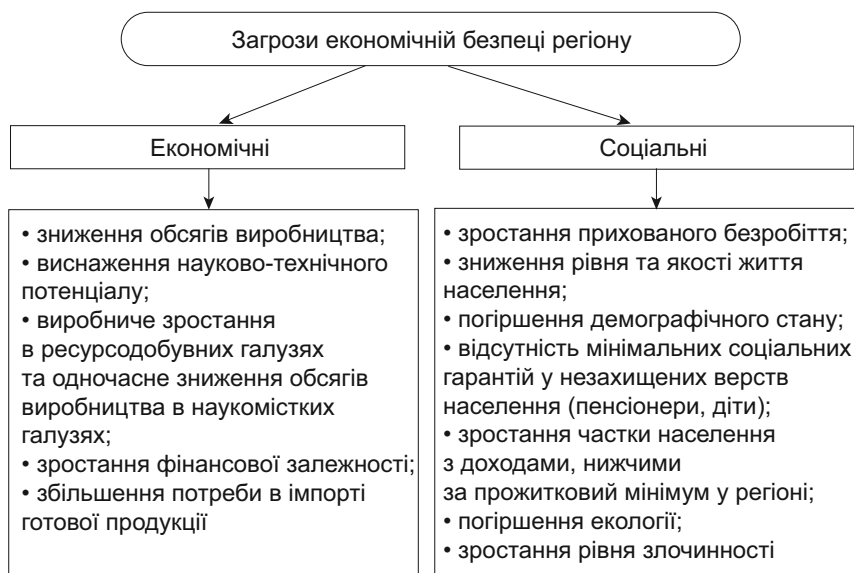 Загрози економічній безпеці регіону
Економічні
• зниження обсягів виробництва;
• виснаження науково-технічного
потенціалу;
• виробниче зростання
в ресурсодобувних галузях
та одночасне зниження обсягів
виробництва в наукомістких
галузях;
• зростання фінансової залежності;
• збільшення потреби в імпорті
готової продукції
Соціальні
• зростання прихованого безробіття;
• зниження рівня та якості життя
населення;
• погіршення демографічного стану;
• відсутність мінімальних соціальних
гарантій у незахищених верств
населення (пенсіонери, діти);
• зростання частки населення
з доходами, нижчими
за прожитковий мінімум у регіоні;
• погіршення екології;
• зростання рівня злочинності